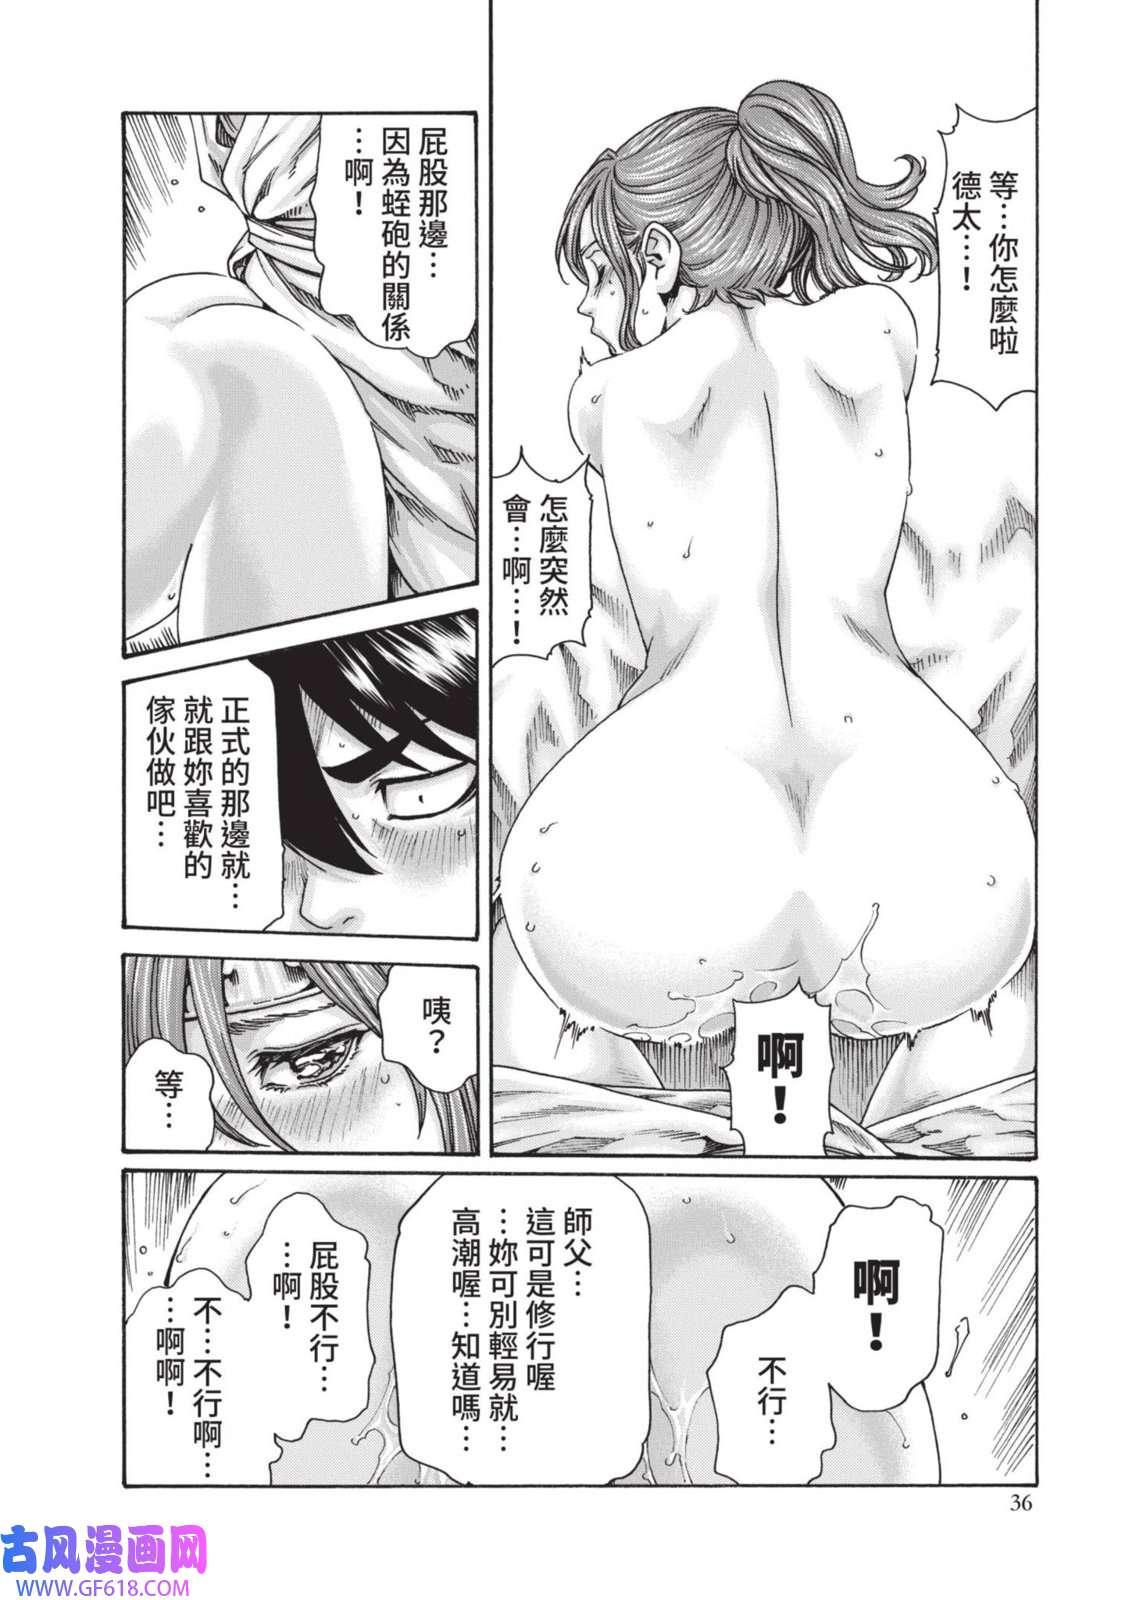 等…你怎麼啦
德太…！
怎麼突然
會…啊…！
啊！
屁股那邊…
因為蛭砲的關係
…啊！
正式的那邊就…
就跟妳喜歡的
傢伙做吧…
咦？
等…
啊！
不行…
師父…
這可是修行喔
…妳可別輕易就…
高潮喔…知道嗎…
屁股不行…
…啊！
不…不行啊…
…啊啊！
36
古风漫画网
WWW.GF618.COM